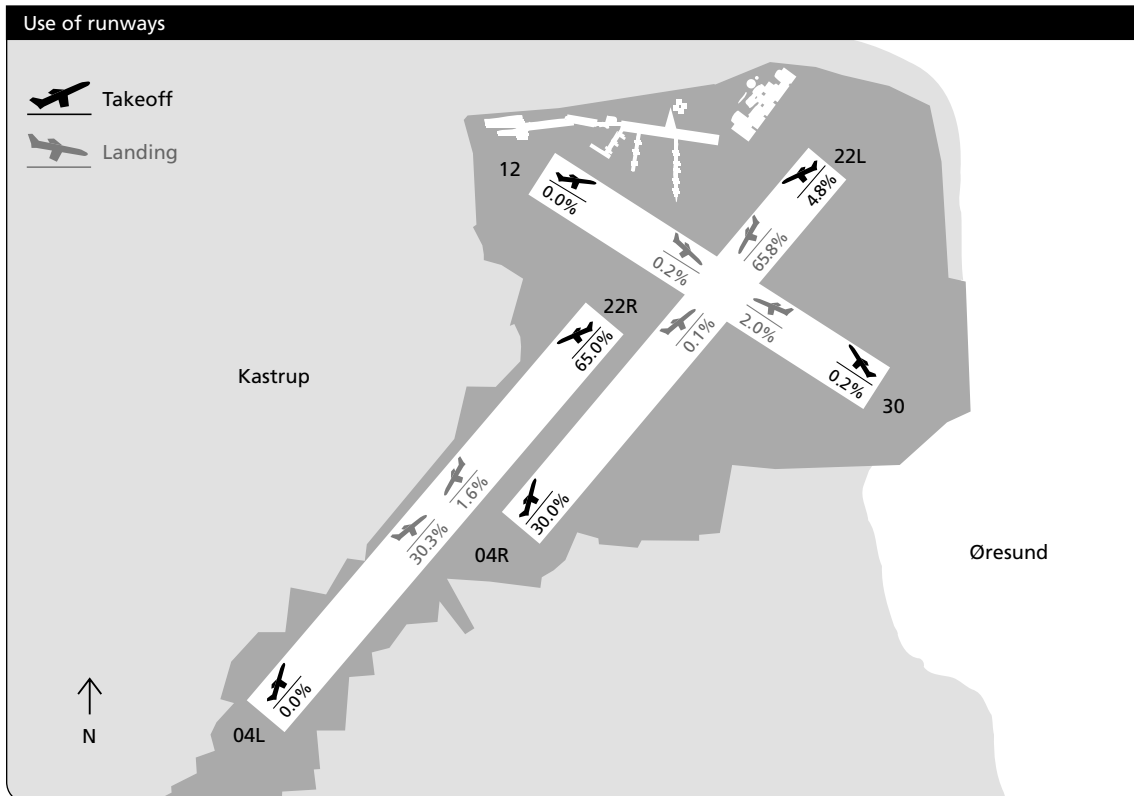 Use of runways
Takeoff
Landing
12
22L
0.0%
4.8%
0.2%
65.8%
22R
0.1%
2.0%
65.0%
0.2%
Kastrup
30
1.6%
30.3%
30.0%
04R
Øresund
0.0%
N
04L